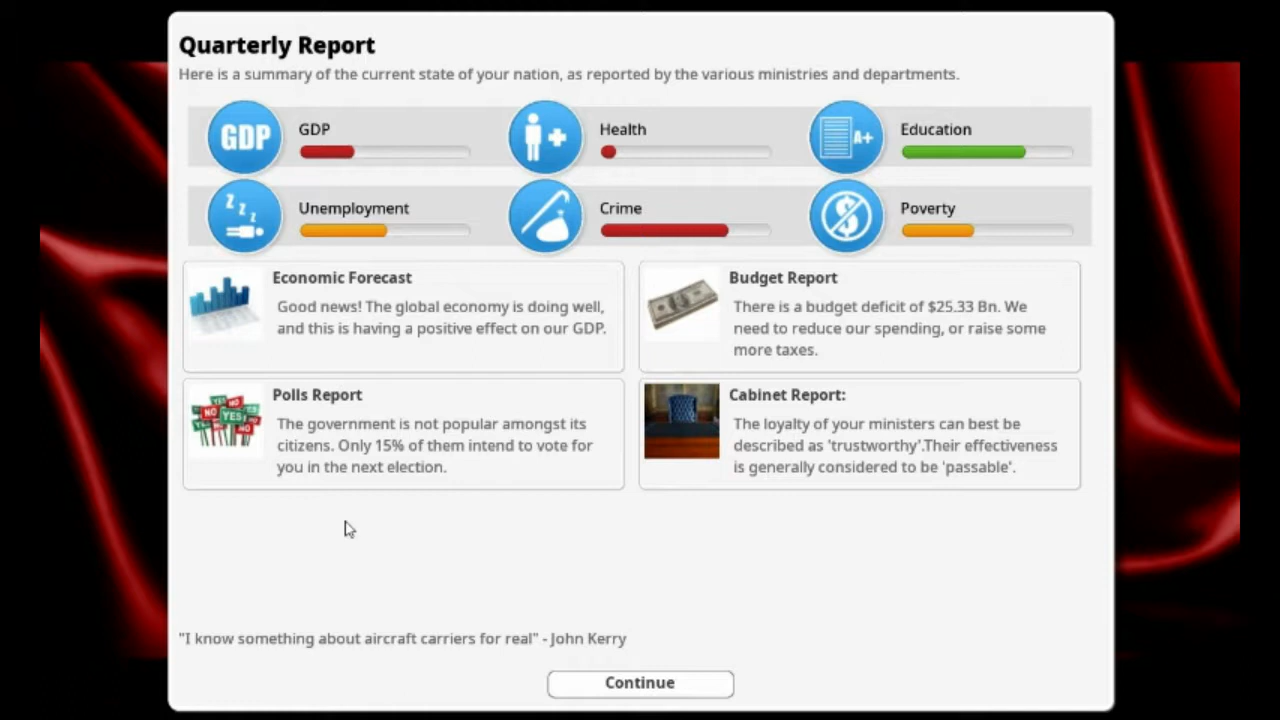 Quarterly Report
Here is a summary of the current state of your nation, as reported by the various ministries and departments.
GDP
GDP
Health
A+
Education
Z Z Z
Unemployment
Crime
$
Poverty
Economic Forecast
Good news! The global economy is doing well,
and this is having a positive effect on our GDP.
Budget Report
There is a budget deficit of $25.33 Bn. We
need to reduce our spending, or raise some
more taxes.
NO YES NO
Polls Report
The government is not popular amongst its
citizens. Only 15% of them intend to vote for
you in the next election.
Cabinet Report:
The loyalty of your ministers can best be
described as 'trustworthy'.Their effectiveness
is generally considered to be 'passable'.
"I know something about aircraft carriers for real" - John Kerry
Continue